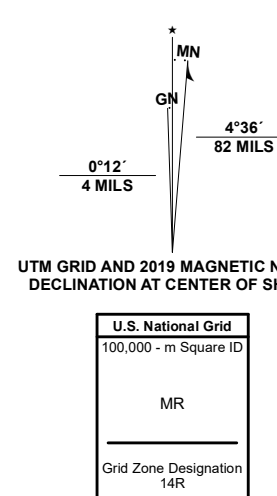 ★
MN
GN
4°36´
82 MILS
0°12´
4 MILS
UTM GRID AND 2019 MAGNETIC N
DECLINATION AT CENTER OF SH
U.S. National Grid
100,000 - m Square ID
MR
Grid Zone Designation
14R